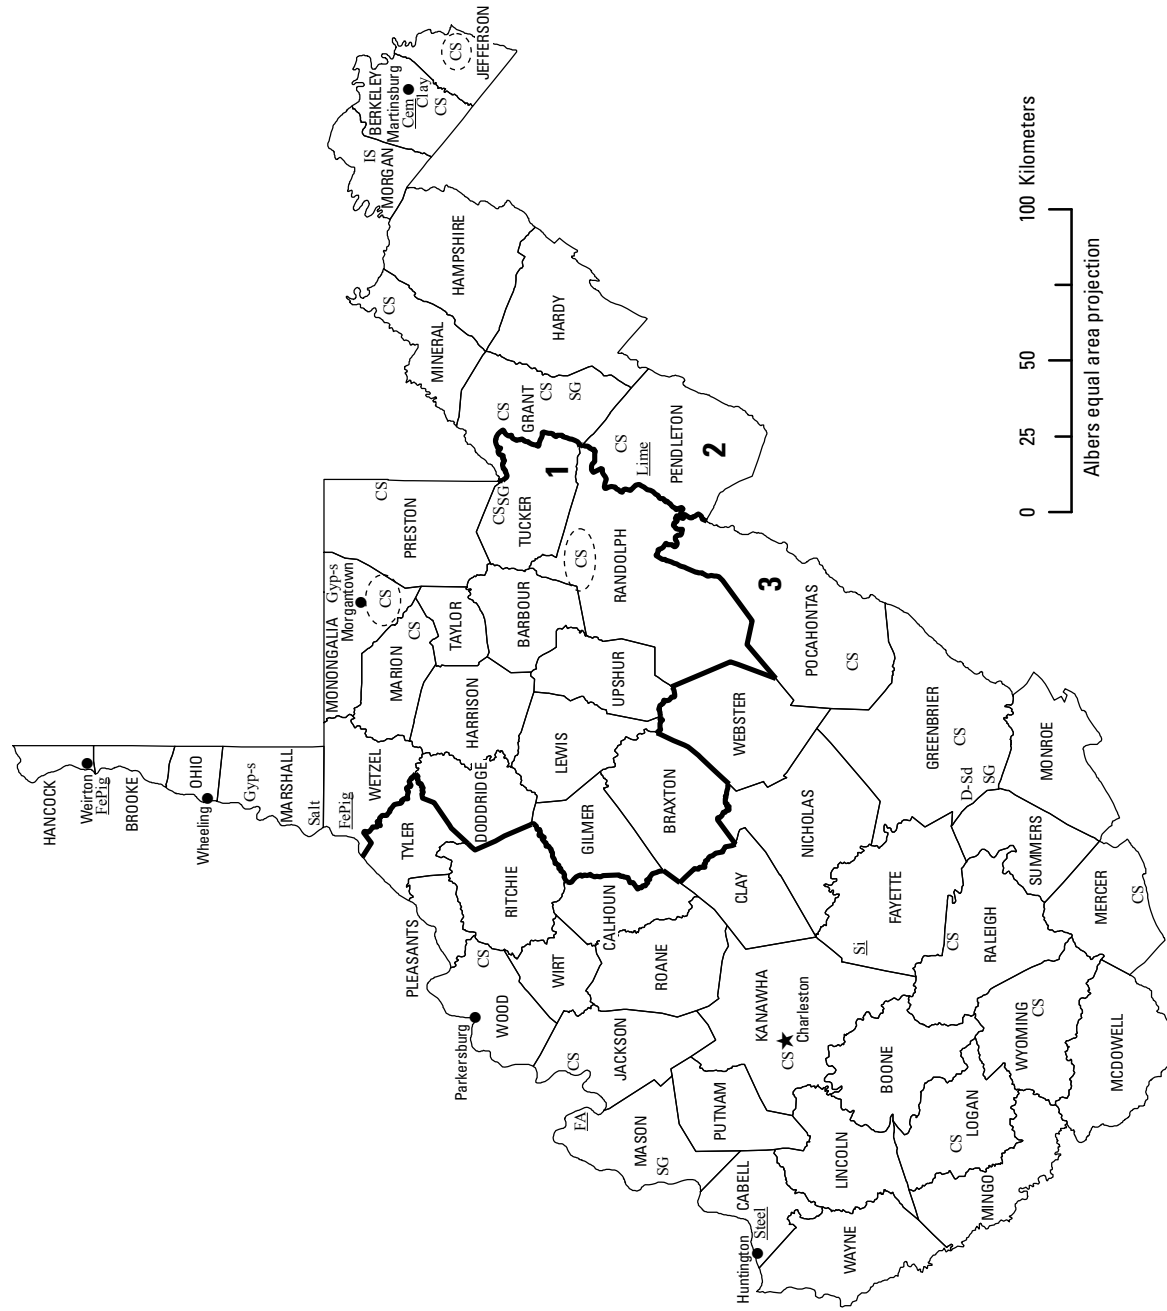 HANCOCK
Weirton
FePig
BROOKE
OHIO
Wheeling
Gyp-s
MARSHALL
Salt
FePig
WETZEL
TYLER
DODDRIDGE
PLEASANTS
RITCHIE
CS
WOOD
Parkersburg
WIRT
CALHOUN
GILMER
BRAXTON
LEWIS
HARRISON
MONONGALIA
Gyp-s
Morgantown
CS
MARION
CS
TAYLOR
BARBOUR
UPSHUR
PRESTON
CS
CS
SG
TUCKER
1
CS
RANDOLPH
MINERAL
CS
HAMPSHIRE
HARDY
CS
GRANT
CS
SG
CS
Lime
PENDLETON
2
MORGAN
IS
BERKELEY
Martinsburg
Cem
Clay
CS
CS
JEFFERSON
3
POCAHONTAS
CS
WEBSTER
NICHOLAS
CLAY
ROANE
JACKSON
CS
FA
MASON
SG
PUTNAM
KANAWHA
CS
Charleston
CABELL
Huntington
Steel
WAYNE
LINCOLN
BOONE
LOGAN
CS
MINGO
WYOMING
CS
MCDOWELL
RALEIGH
CS
FAYETTE
Si
GREENBRIER
CS
D-Sd
SG
SUMMERS
MONROE
MERCER
CS
0 25 50 100 Kilometers
Albers equal area projection